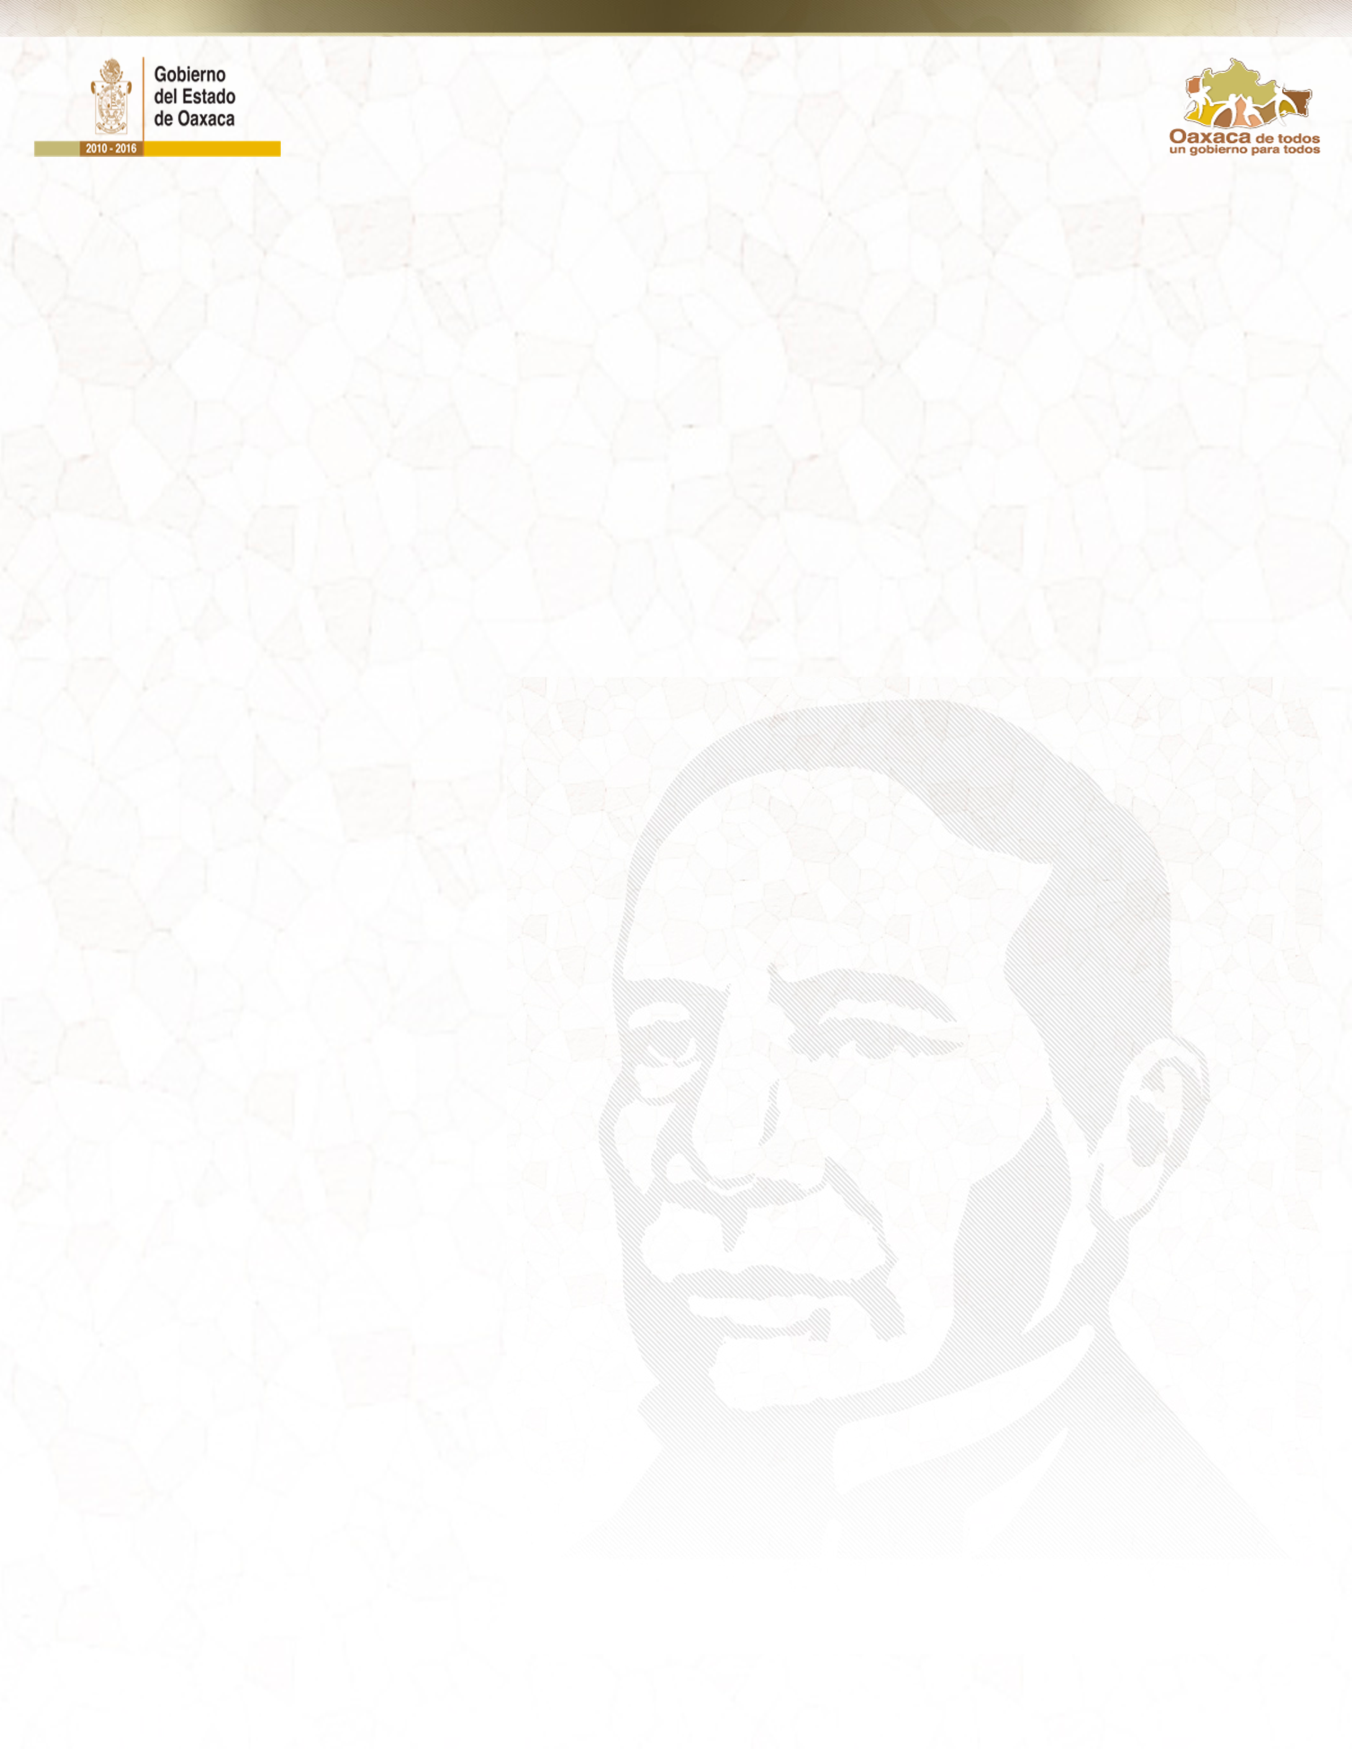 Gobierno
del Estado
de Oaxaca
2010 - 2016
Oaxaca de todos
un gobierno para todos